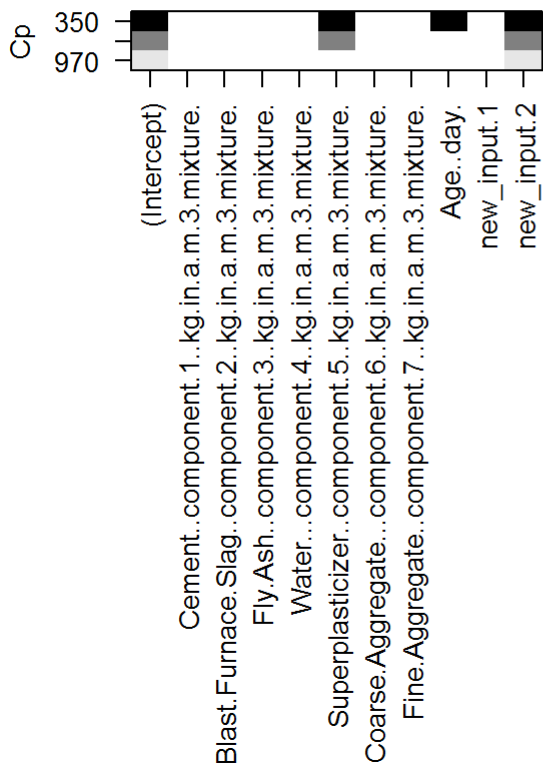 Cp
350
970
(Intercept)
Cement..component.1..kg.in.a.m.3.mixture.
Blast.Furnace.Slag..component.2..kg.in.a.m.3.mixture.
Fly.Ash..component.3..kg.in.a.m.3.mixture.
Water...component.4..kg.in.a.m.3.mixture.
Superplasticizer..component.5..kg.in.a.m.3.mixture.
Coarse.Aggregate...component.6..kg.in.a.m.3.mixture.
Fine.Aggregate..component.7..kg.in.a.m.3.mixture.
Age..day.
new_input.1
new_input.2